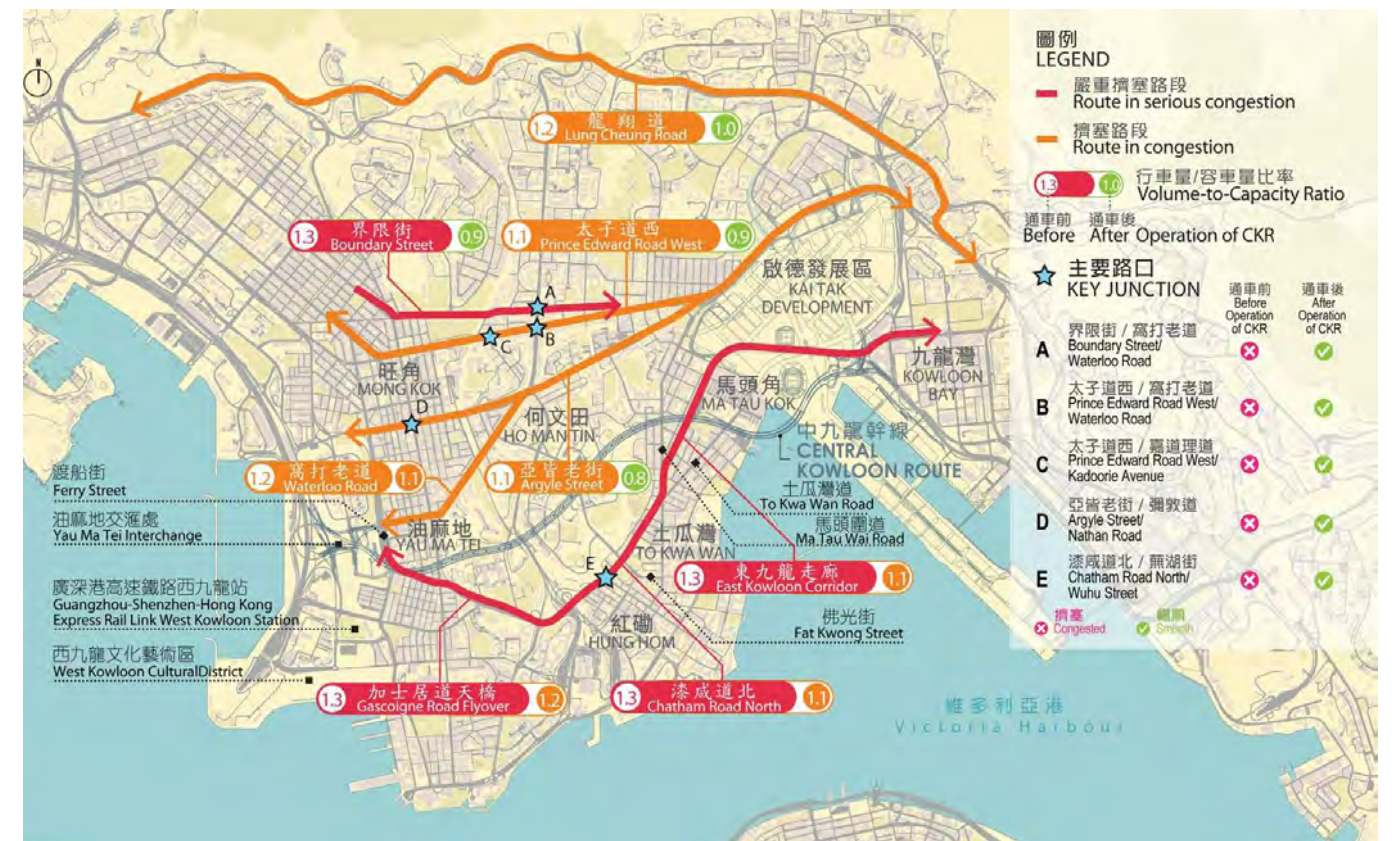 N
1.2
龍翔道
Lung Cheung Road
1.0
1.3
界限街
Boundary Street
0.9
1.1
太子道西
Prince Edward Road West
0.9
A
B
C
D
E
啟德發展區
KAI TAK
DEVELOPMENT
旺角
MONG KOK
何文田
HO MAN TIN
馬頭角
MA TAU KOK
九龍灣
KOWLOON
BAY
中九龍幹線
CENTRAL
KOWLOON ROUTE
1.2
窩打老道
Waterloo Road
1.1
1.1
亞皆老街
Argyle Street
0.8
土瓜灣道
To Kwa Wan Road
馬頭圍道
Ma Tau Wai Road
渡船街
Ferry Street
油麻地交滙處
Yau Ma Tei Interchange
油麻地
YAU MA TEI
土瓜灣
TO KWA WAN
1.3
東九龍走廊
East Kowloon Corridor
1.1
廣深港高速鐵路西九龍站
Guangzhou-Shenzhen-Hong Kong
Express Rail Link West Kowloon Station
紅磡
HUNG HOM
佛光街
Fat Kwong Street
西九龍文化藝術區
West Kowloon CulturalDistrict
1.3
加士居道天橋
Gascoigne Road Flyover
1.2
1.3
漆咸道北
Chatham Road North
1.1
維多利亞港
Victoria Harbour
圖例
LEGEND
嚴重擠塞路段
Route in serious congestion
擠塞路段
Route in congestion
1.3
1.0
行車量/容車量比率
Volume-to-Capacity Ratio
通車前 通車後
Before After Operation of CKR
主要路口
KEY JUNCTION
通車前
Before
Operation
of CKR
通車後
After
Operation
of CKR
A
界限街 / 窩打老道
Boundary Street/
Waterloo Road
B
太子道西 / 窩打老道
Prince Edward Road West/
Waterloo Road
C
太子道西 / 嘉道理道
Prince Edward Road West/
Kadoorie Avenue
D
亞皆老街 / 彌敦道
Argyle Street/
Nathan Road
E
漆咸道北 / 蕪湖街
Chatham Road North/
Wuhu Street
擠塞
Congested
暢順
Smooth